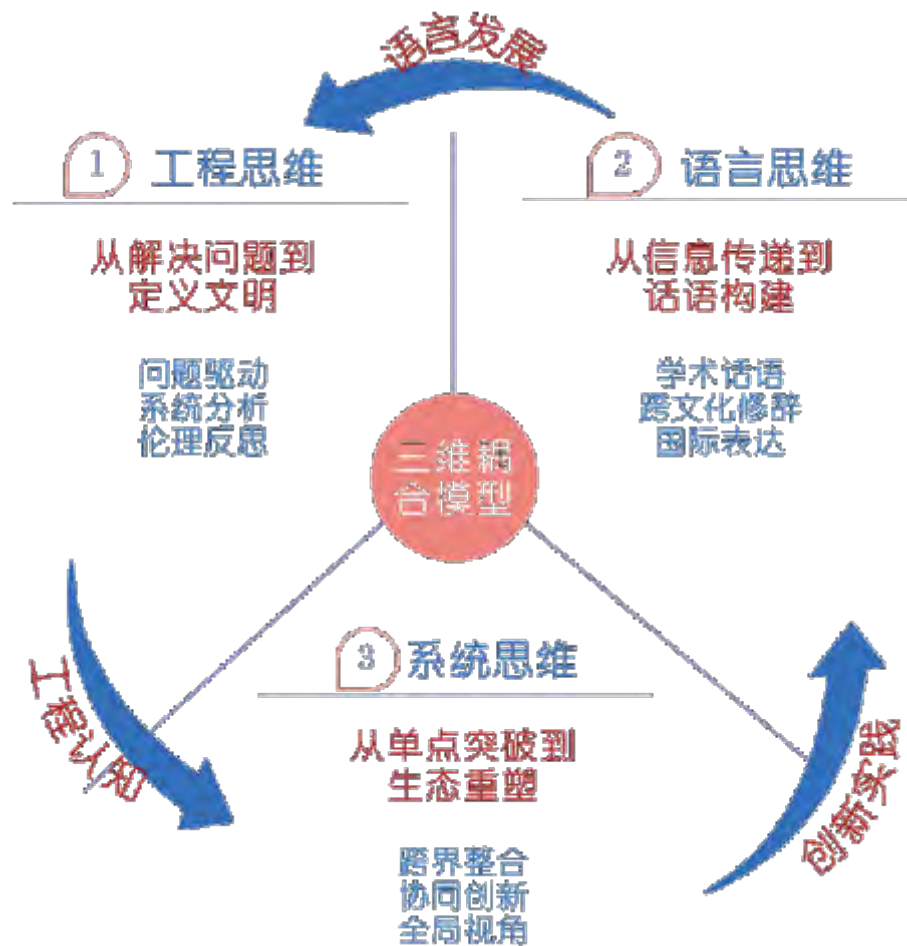 语言发展
1 工程思维
从解决问题到
定义文明
问题驱动
系统分析
伦理反思
2 语言思维
从信息传递到
话语构建
学术话语
跨文化修辞
国际表达
三维耦
合模型
工程认知
3 系统思维
从单点突破到
生态重塑
跨界整合
协同创新
全局视角
创新实践